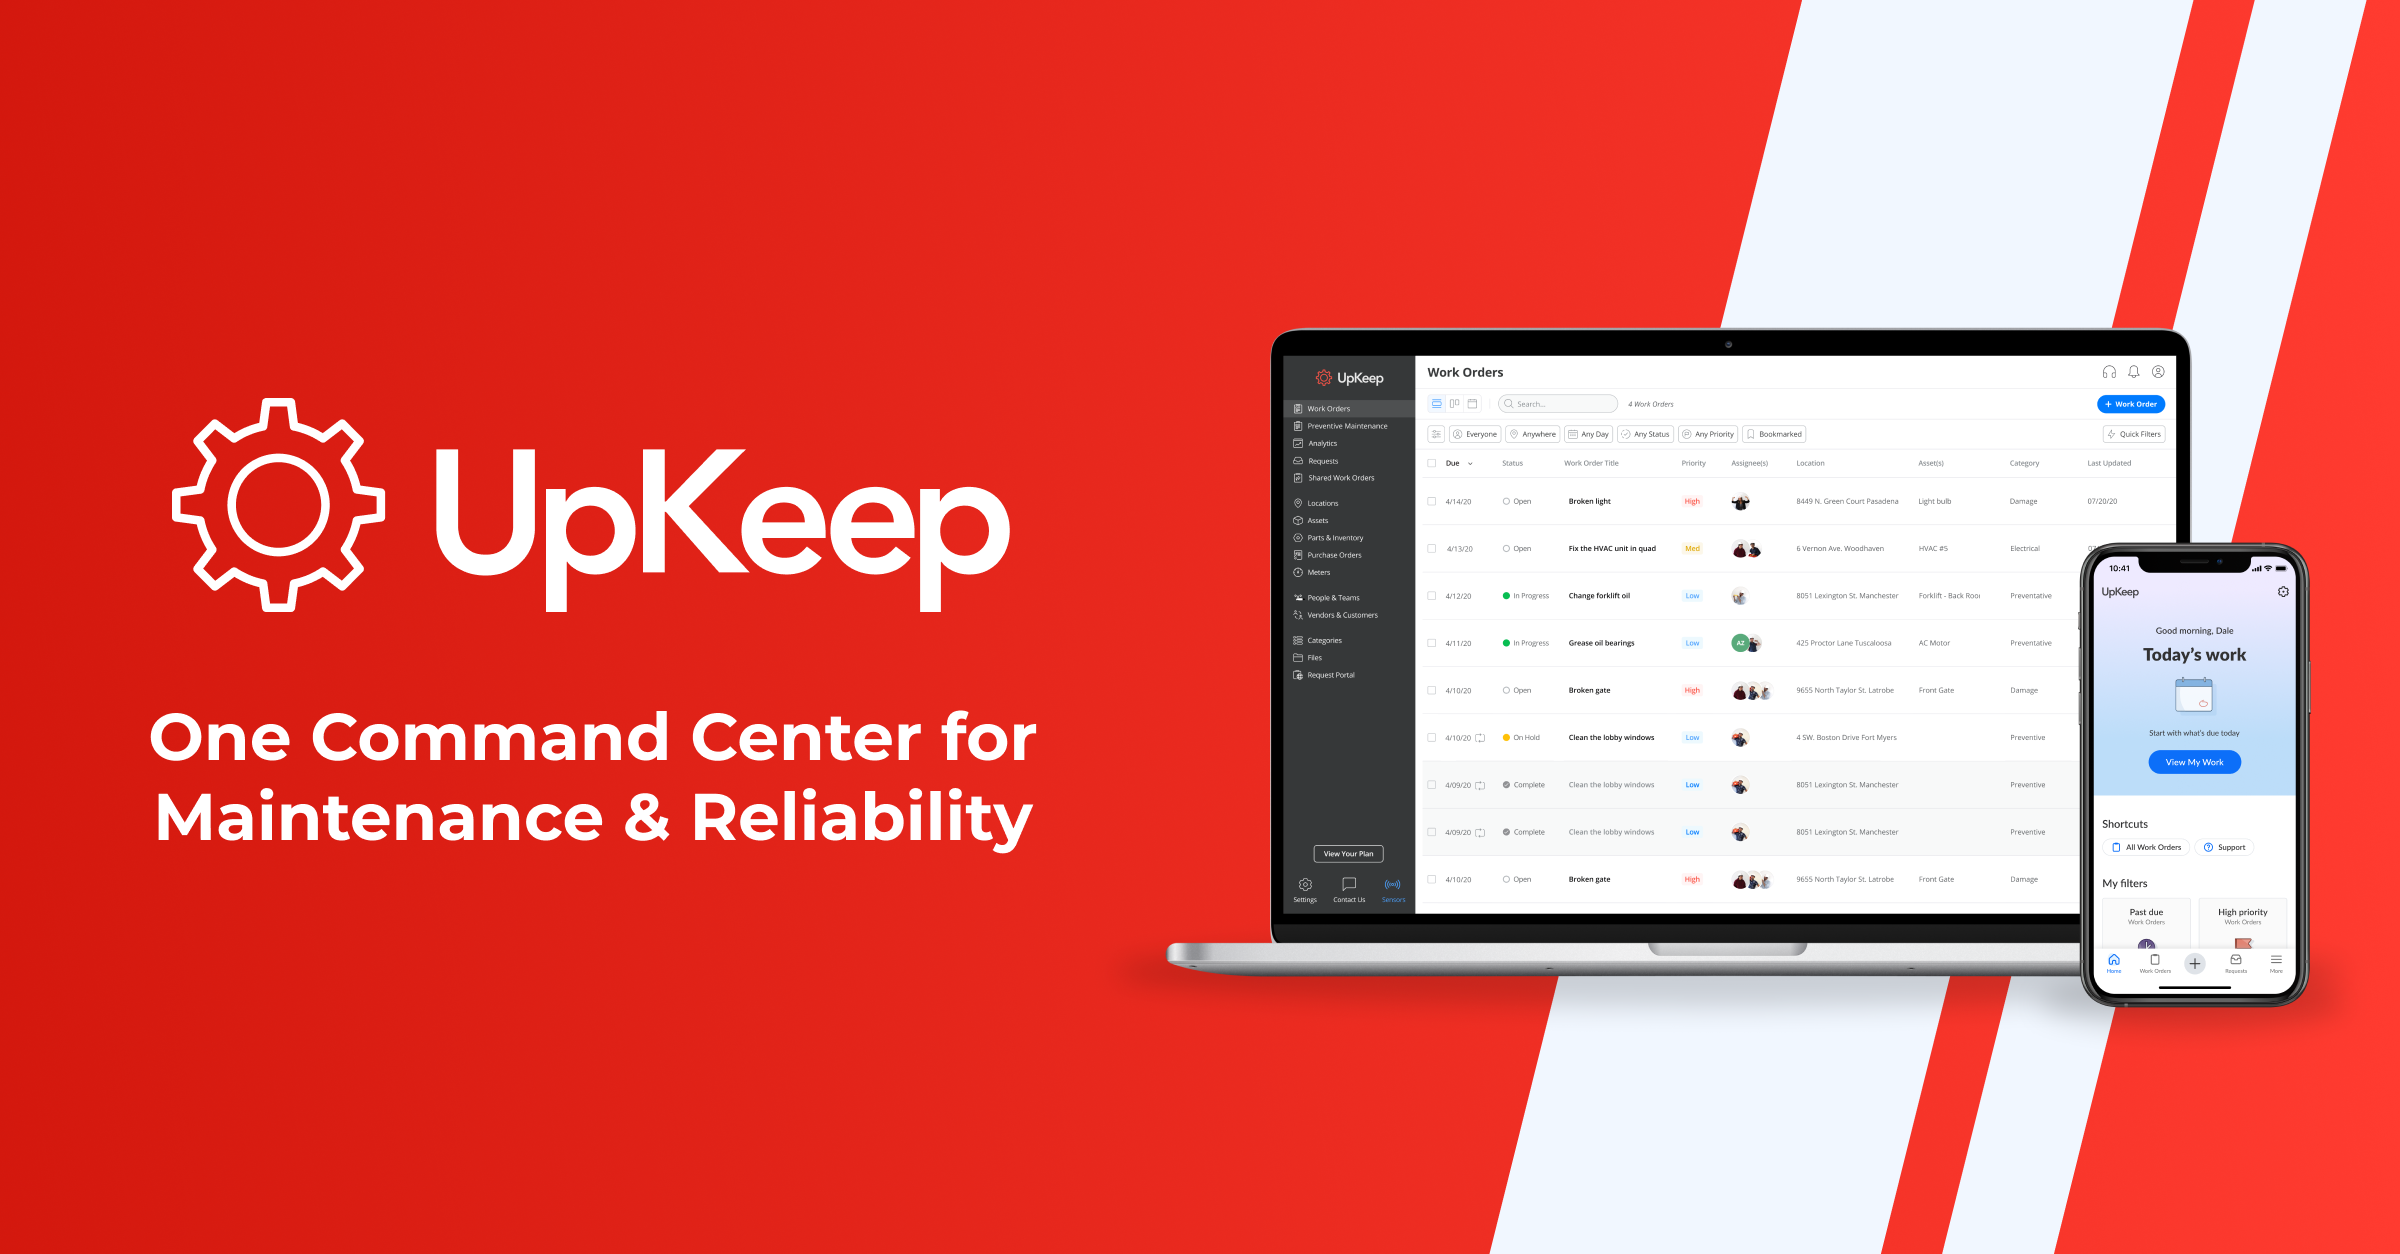 UpKeep
One Command Center for
Maintenance & Reliability
UpKeep
Work Orders
Preventive Maintenance
Analytics
Requests
Shared Work Orders
Locations
Assets
Parts & Inventory
Purchase Orders
Meters
People & Teams
Vendors & Customers
Categories
Files
Request Portal
View Your Plan
Settings Contact Us Sensors
Work Orders
Search... 4 Work Orders + Work Order
Everyone Anywhere Any Day Any Status Any Priority Bookmarked Quick Filters
Due Status Work Order Title Priority Assignee(s) Location Asset(s) Category Last Updated
4/14/20 Open Broken light High 8449 N. Green Court Pasadena Light bulb Damage 07/20/20
4/13/20 Open Fix the HVAC unit in quad Med 6 Vernon Ave. Woodhaven HVAC #5 Electrical
4/12/20 In Progress Change forklift oil Low 8051 Lexington St. Manchester Forklift - Back Roo Preventative
4/11/20 In Progress Grease oil bearings Low AZ 425 Proctor Lane Tuscaloosa AC Motor Preventative
4/10/20 Open Broken gate High 9655 North Taylor St. Latrobe Front Gate Damage
4/10/20 On Hold Clean the lobby windows Low 4 SW. Boston Drive Fort Myers Preventive
4/09/20 Complete Clean the lobby windows Low 8051 Lexington St. Manchester Preventive
4/09/20 Complete Clean the lobby windows Low 8051 Lexington St. Manchester Preventive
4/10/20 Open Broken gate High 9655 North Taylor St. Latrobe Front Gate Damage
10:41
UpKeep
Good morning, Dale
Today's work
Start with what's due today
View My Work
Shortcuts
All Work Orders Support
My filters
Past due High priority
Work Orders Work Orders
Home Work Orders Requests More